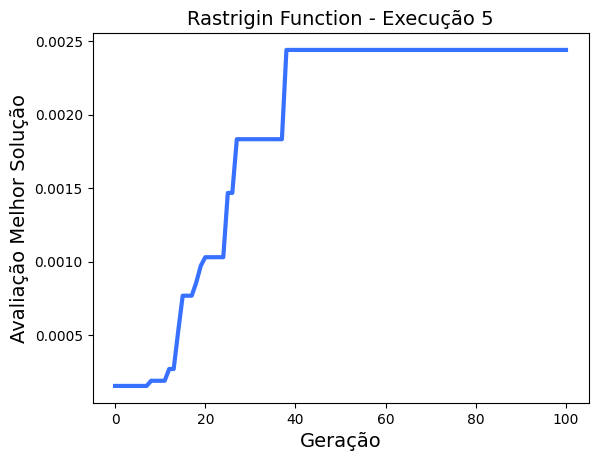 Rastrigin Function - Execução 5
0.0025
0.0020
0.0015
0.0010
0.0005
Avaliação Melhor Solução
0 20 40 60 80 100
Geração